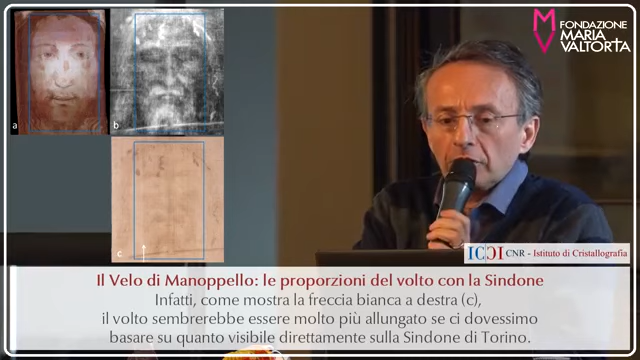 FONDAZIONE
MARIA
VALTORTA
a
b
c
IC CNR - Istituto di Cristallografia
Il Velo di Manoppello: le proporzioni del volto con la Sindone
Infatti, come mostra la freccia bianca a destra (c),
il volto sembrerebbe essere molto più allungato se ci dovessimo
basare su quanto visibile direttamente sulla Sindone di Torino.